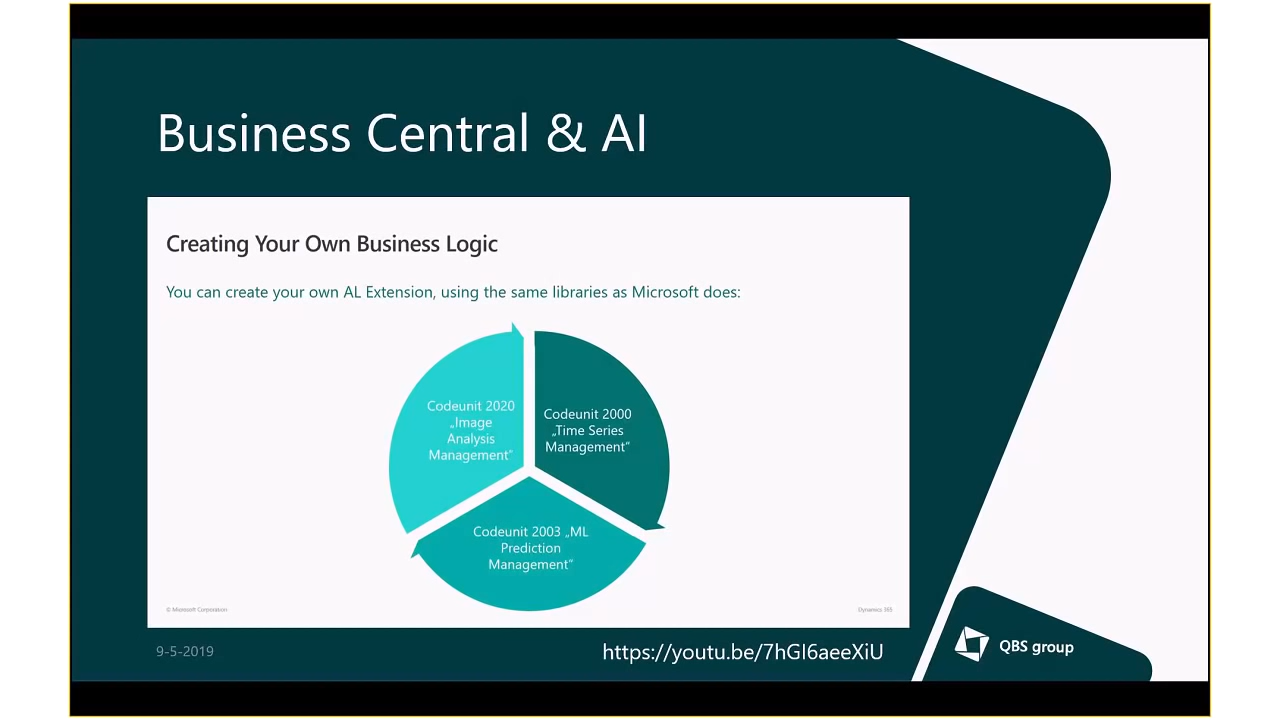 Business Central & AI
Creating Your Own Business Logic
You can create your own AL Extension, using the same libraries as Microsoft does:
Codeunit 2020
„Image
Analysis
Management“
Codeunit 2000
„Time Series
Management“
Codeunit 2003 „ML
Prediction
Management“
© Microsoft Corporation
Dynamics 365
9-5-2019
https://youtu.be/7hGI6aeeXiU
QBS group